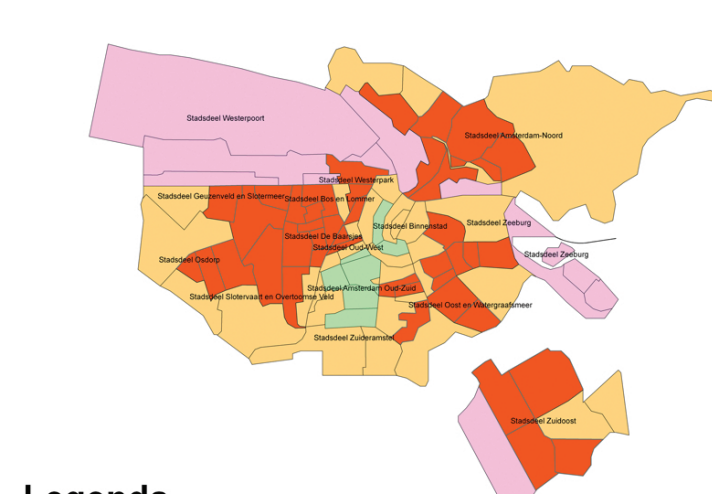 Stadsdeel Westerpoort
Stadsdeel Amsterdam-Noord
Stadsdeel Westerpark
Stadsdeel Geuzenveld en Slotermeer
Stadsdeel Bos en Lommer
Stadsdeel Zeeburg
Stadsdeel Binnenstad
Stadsdeel De Baarsjes
Stadsdeel Oud-West
Stadsdeel Zeeburg
Stadsdeel Osdorp
Stadsdeel Amsterdam Oud-Zuid
Stadsdeel Slotervaart en Overtoomse Veld
Stadsdeel Oost en Watergraafsmeer
Stadsdeel Zuideramstel
Stadsdeel Zuidoost
Legends